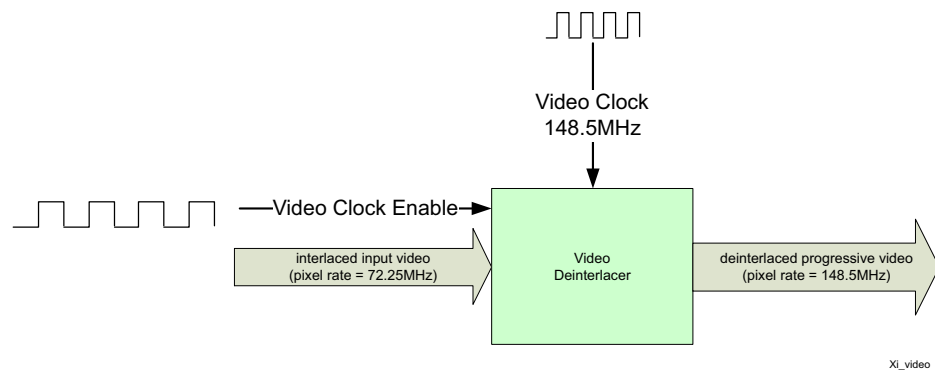 Video Clock
148.5MHz
Video Clock Enable
interlaced input video
(pixel rate = 72.25MHz)
Video
Deinterlacer
deinterlaced progressive video
(pixel rate = 148.5MHz)
Xi_video